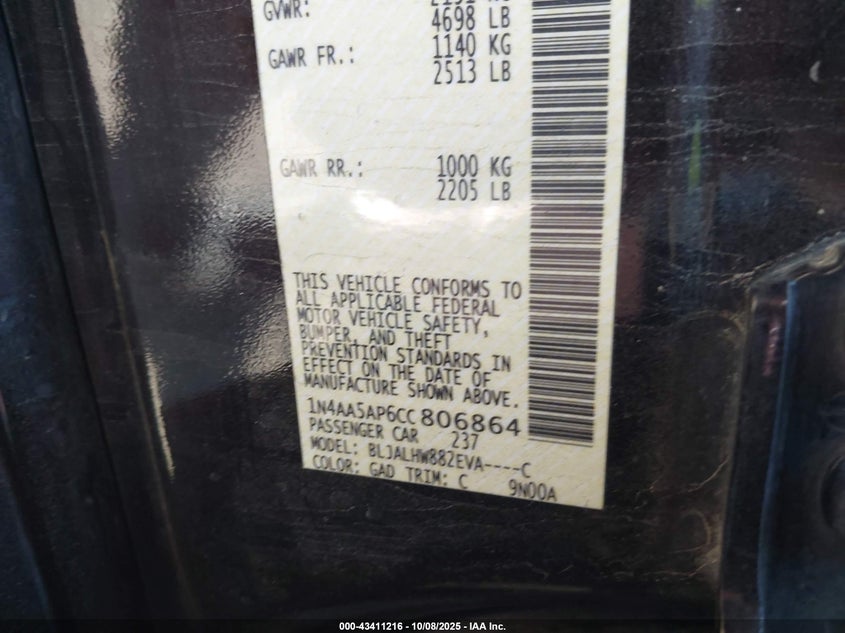 GVWR:
4698 LB
GAWR FR.: 1140 KG
2513 LB
GAWR RR.: 1000 KG
2205 LB
THIS VEHICLE CONFORMS TO
ALL APPLICABLE FEDERAL
MOTOR VEHICLE SAFETY,
BUMPER, AND THEFT
PREVENTION STANDARDS IN
EFFECT ON THE DATE OF
MANUFACTURE SHOWN ABOVE.
1N4AA5AP6CC806864
PASSENGER CAR 237
MODEL: BLJALHW882EVA----C
COLOR: GAD TRIM: C 9N00A
000-43411216 - 10/08/2025 - IAA Inc.